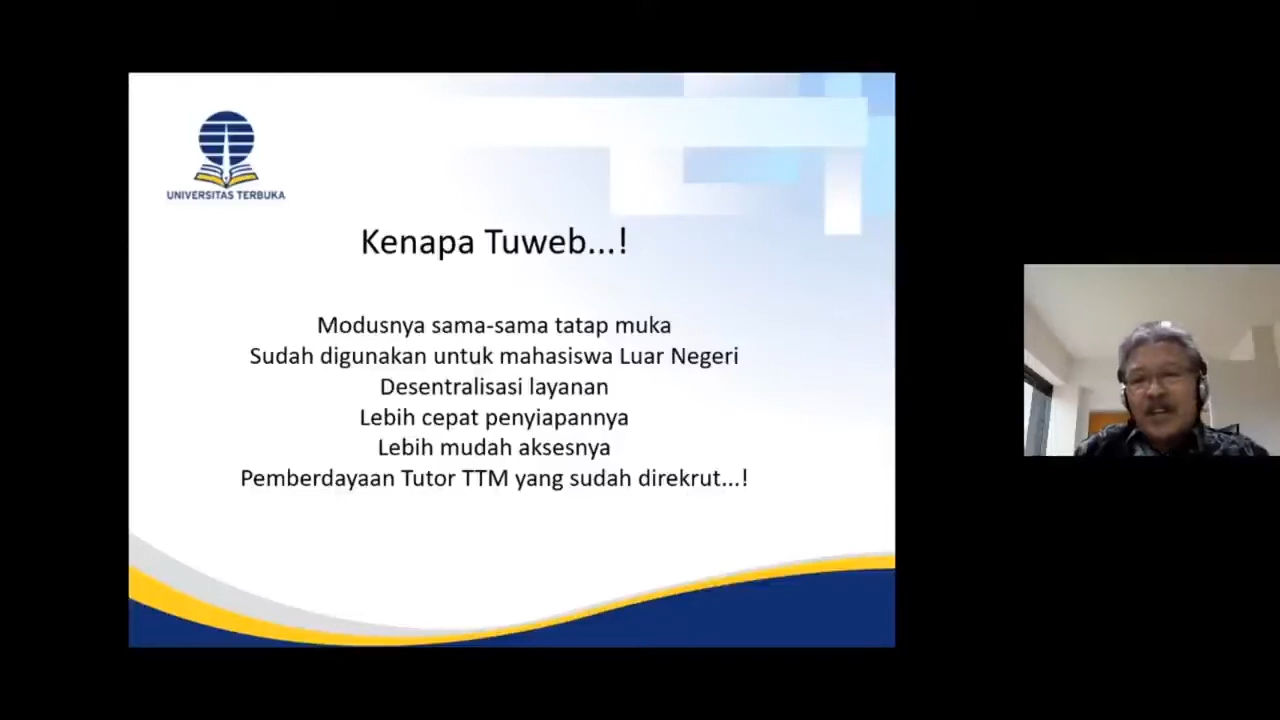 UNIVERSITAS TERBUKA
Kenapa Tuweb...!
Modusnya sama-sama tatap muka
Sudah digunakan untuk mahasiswa Luar Negeri
Desentralisasi layanan
Lebih cepat penyiapannya
Lebih mudah aksesnya
Pemberdayaan Tutor TTM yang sudah direkrut...!